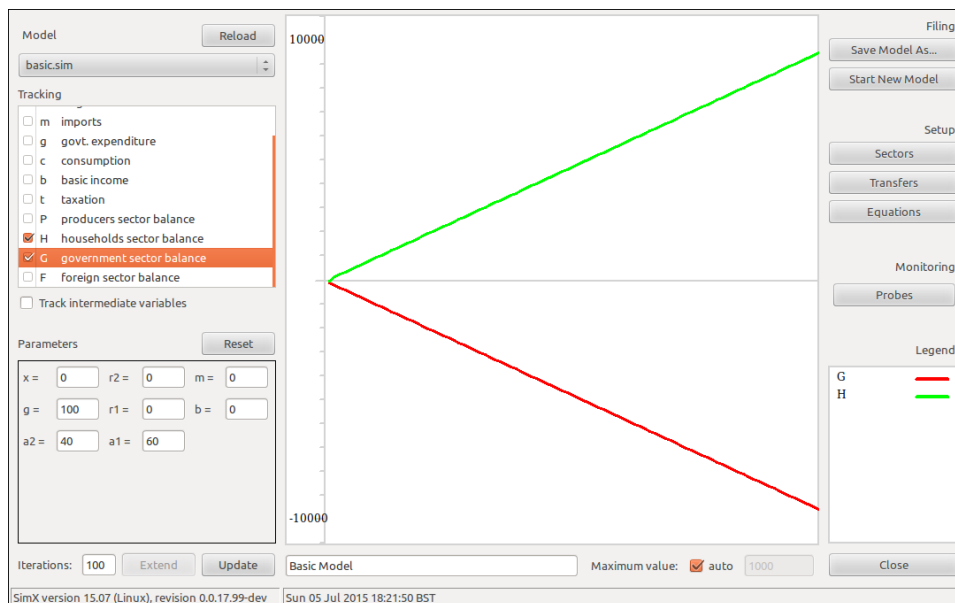 Model
Reload
basic.sim
Tracking
m imports
g govt. expenditure
c consumption
b basic income
t taxation
P producers sector balance
H households sector balance
G government sector balance
F foreign sector balance
Track intermediate variables
Parameters
Reset
x = 0 r2 = 0 m = 0
g = 100 r1 = 0 b = 0
a2 = 40 a1 = 60
Iterations: 100 Extend Update
10000
-10000
Basic Model
Maximum value: auto 1000
Filing
Save Model As...
Start New Model
Setup
Sectors
Transfers
Equations
Monitoring
Probes
Legend
G
H
Close
SimX version 15.07 (Linux), revision 0.0.17.99-dev
Sun 05 Jul 2015 18:21:50 BST